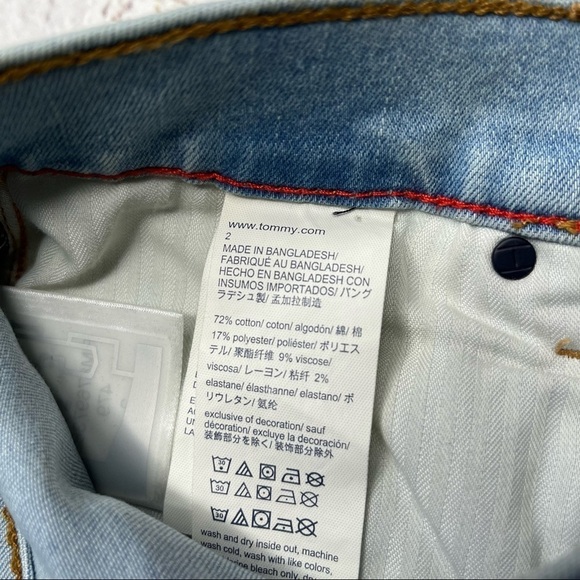 www.tommy.com
2
MADE IN BANGLADESH/
FABRIQUÉ AU BANGLADESH/
HECHO EN BANGLADESH CON
INSUMOS IMPORTADOS/バング
ラデシュ製/孟加拉制造
72% cotton/coton/algodón/綿/棉
17% polyester/poliéster/ポリエス
テル/聚酯纤维 9% viscose/
viscosa/レーヨン/粘纤 2%
elastane/élasthanne/elastano/ポ
リウレタン/氨纶
exclusive of decoration/sauf
décoration/excluye la decoración/
装飾部分を除く/装饰部分除外
30
30
30
wash and dry inside out, machine
wash cold, wash with like colors,
bleach only,